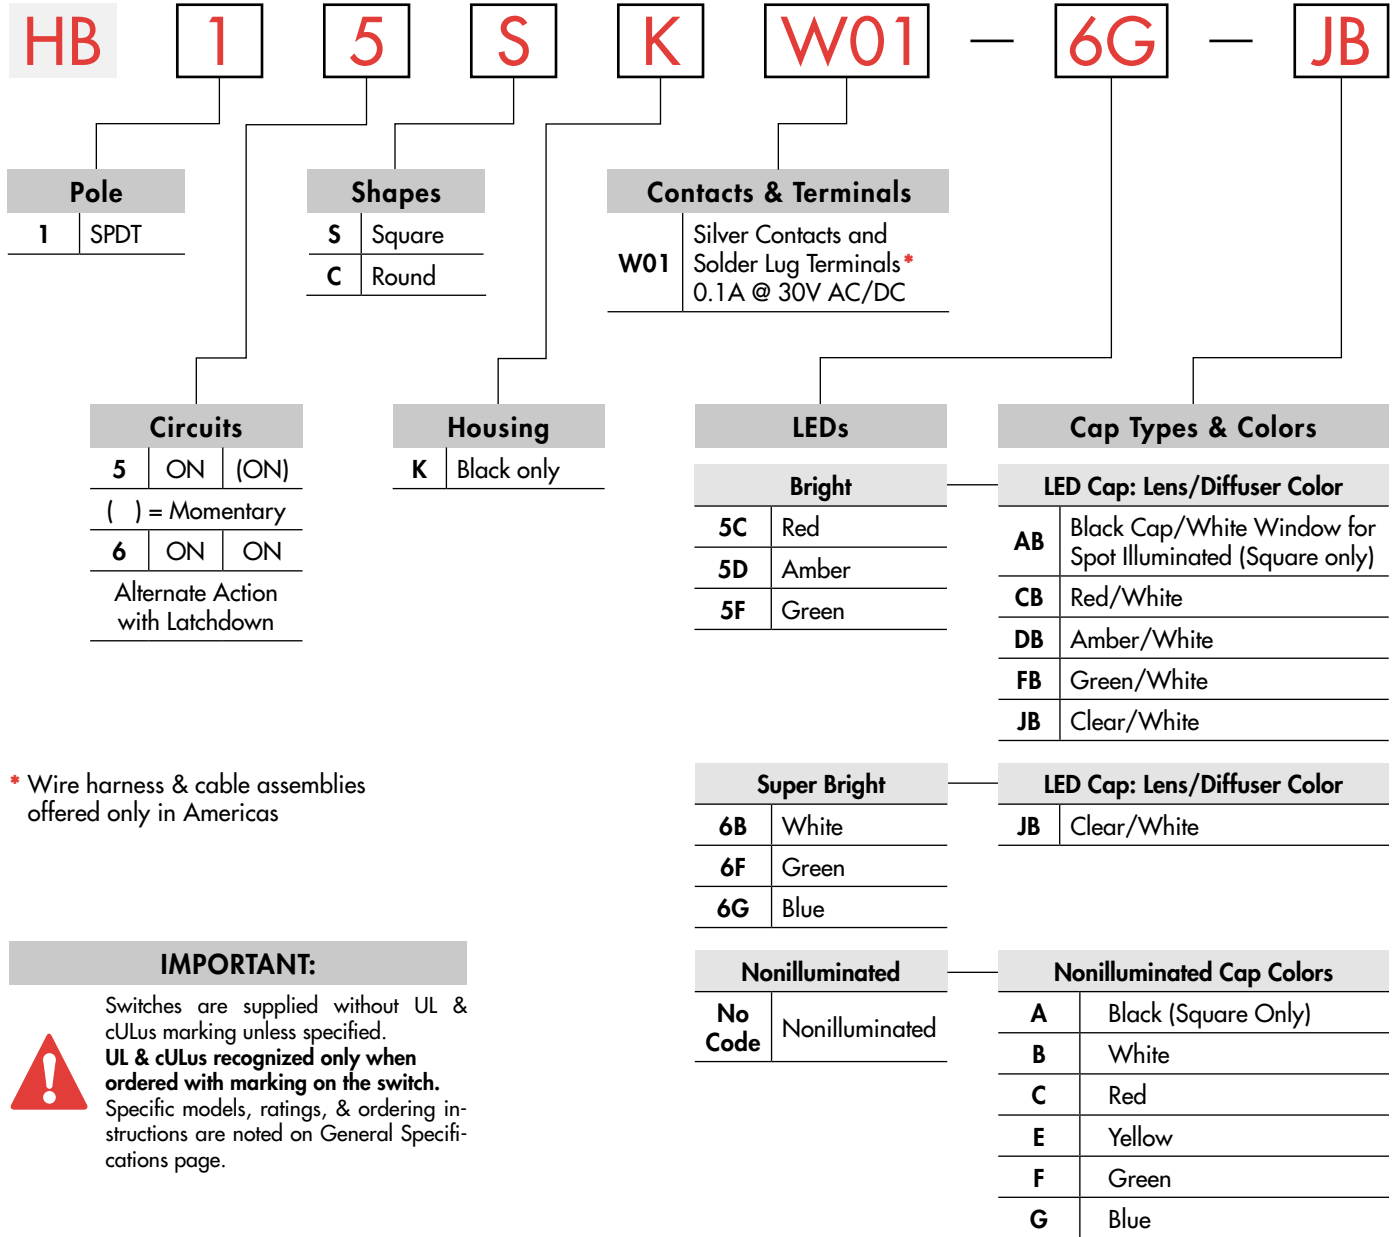 HB 1 5 S K W01 — 6G — JB
Pole
1 SPDT
Shapes
S Square
C Round
Contacts & Terminals
W01 Silver Contacts and
Solder Lug Terminals*
0.1A @ 30V AC/DC
Circuits
5 ON (ON)
( ) = Momentary
6 ON ON
Alternate Action
with Latchdown
Housing
K Black only
LEDs
Bright
5C Red
5D Amber
5F Green
Cap Types & Colors
LED Cap: Lens/Diffuser Color
AB Black Cap/White Window for
Spot Illuminated (Square only)
CB Red/White
DB Amber/White
FB Green/White
JB Clear/White
* Wire harness & cable assemblies
offered only in Americas
Super Bright
6B White
6F Green
6G Blue
LED Cap: Lens/Diffuser Color
JB Clear/White
IMPORTANT:
Switches are supplied without UL &
cULus marking unless specified.
UL & cULus recognized only when
ordered with marking on the switch.
Specific models, ratings, & ordering in-
structions are noted on General Specifi-
cations page.
Nonilluminated
No
Code Nonilluminated
Nonilluminated Cap Colors
A Black (Square Only)
B White
C Red
E Yellow
F Green
G Blue